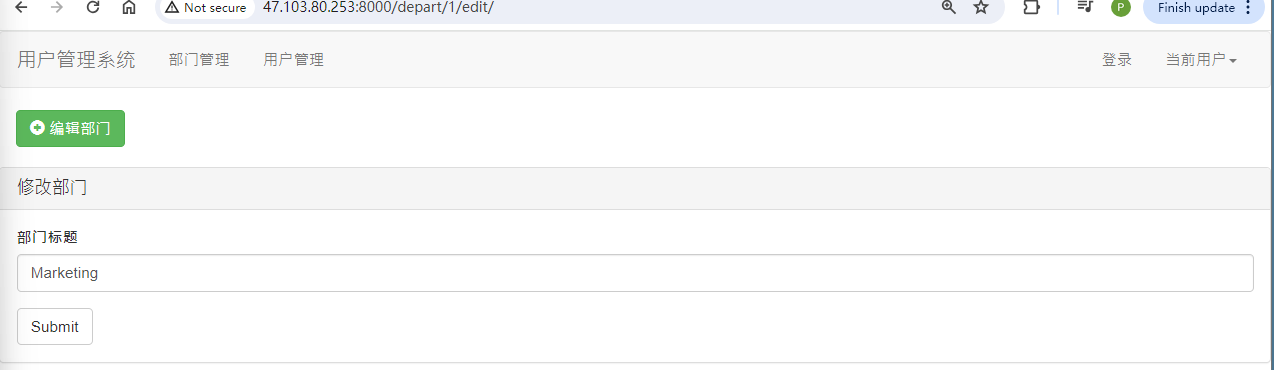 Not secure 47.103.80.253:8000/depart/1/edit/ P Finish update
用户管理系统 部门管理 用户管理 登录 当前用户
编辑部门
修改部门
部门标题
Marketing
Submit